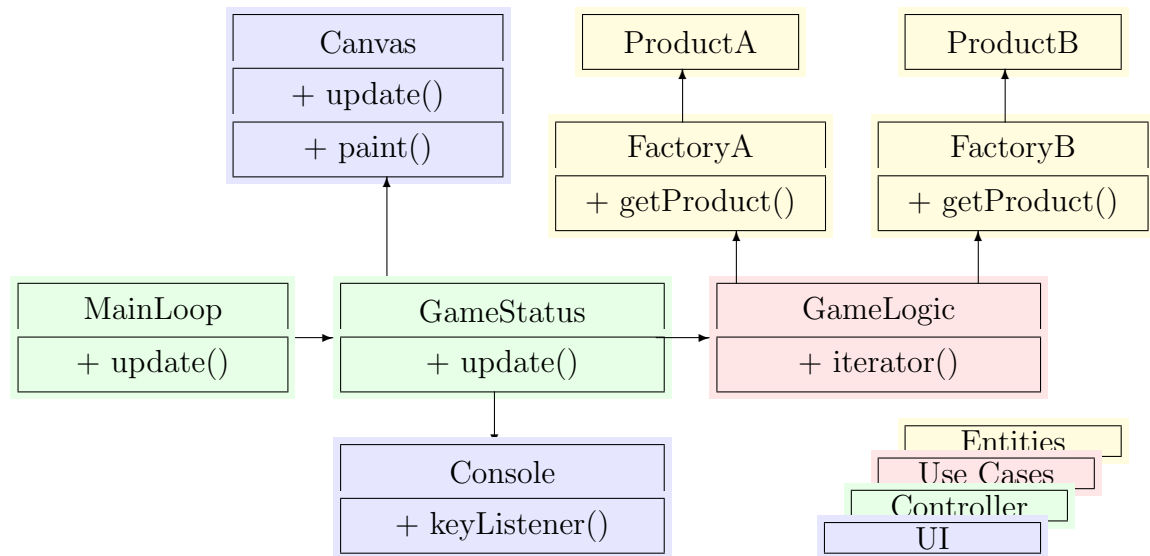 Canvas
+ update()
+ paint()
ProductA
ProductB
FactoryA
+ getProduct()
FactoryB
+ getProduct()
MainLoop
+ update()
GameStatus
+ update()
GameLogic
+ iterator()
Console
+ keyListener()
Entities
Use Cases
Controller
UI